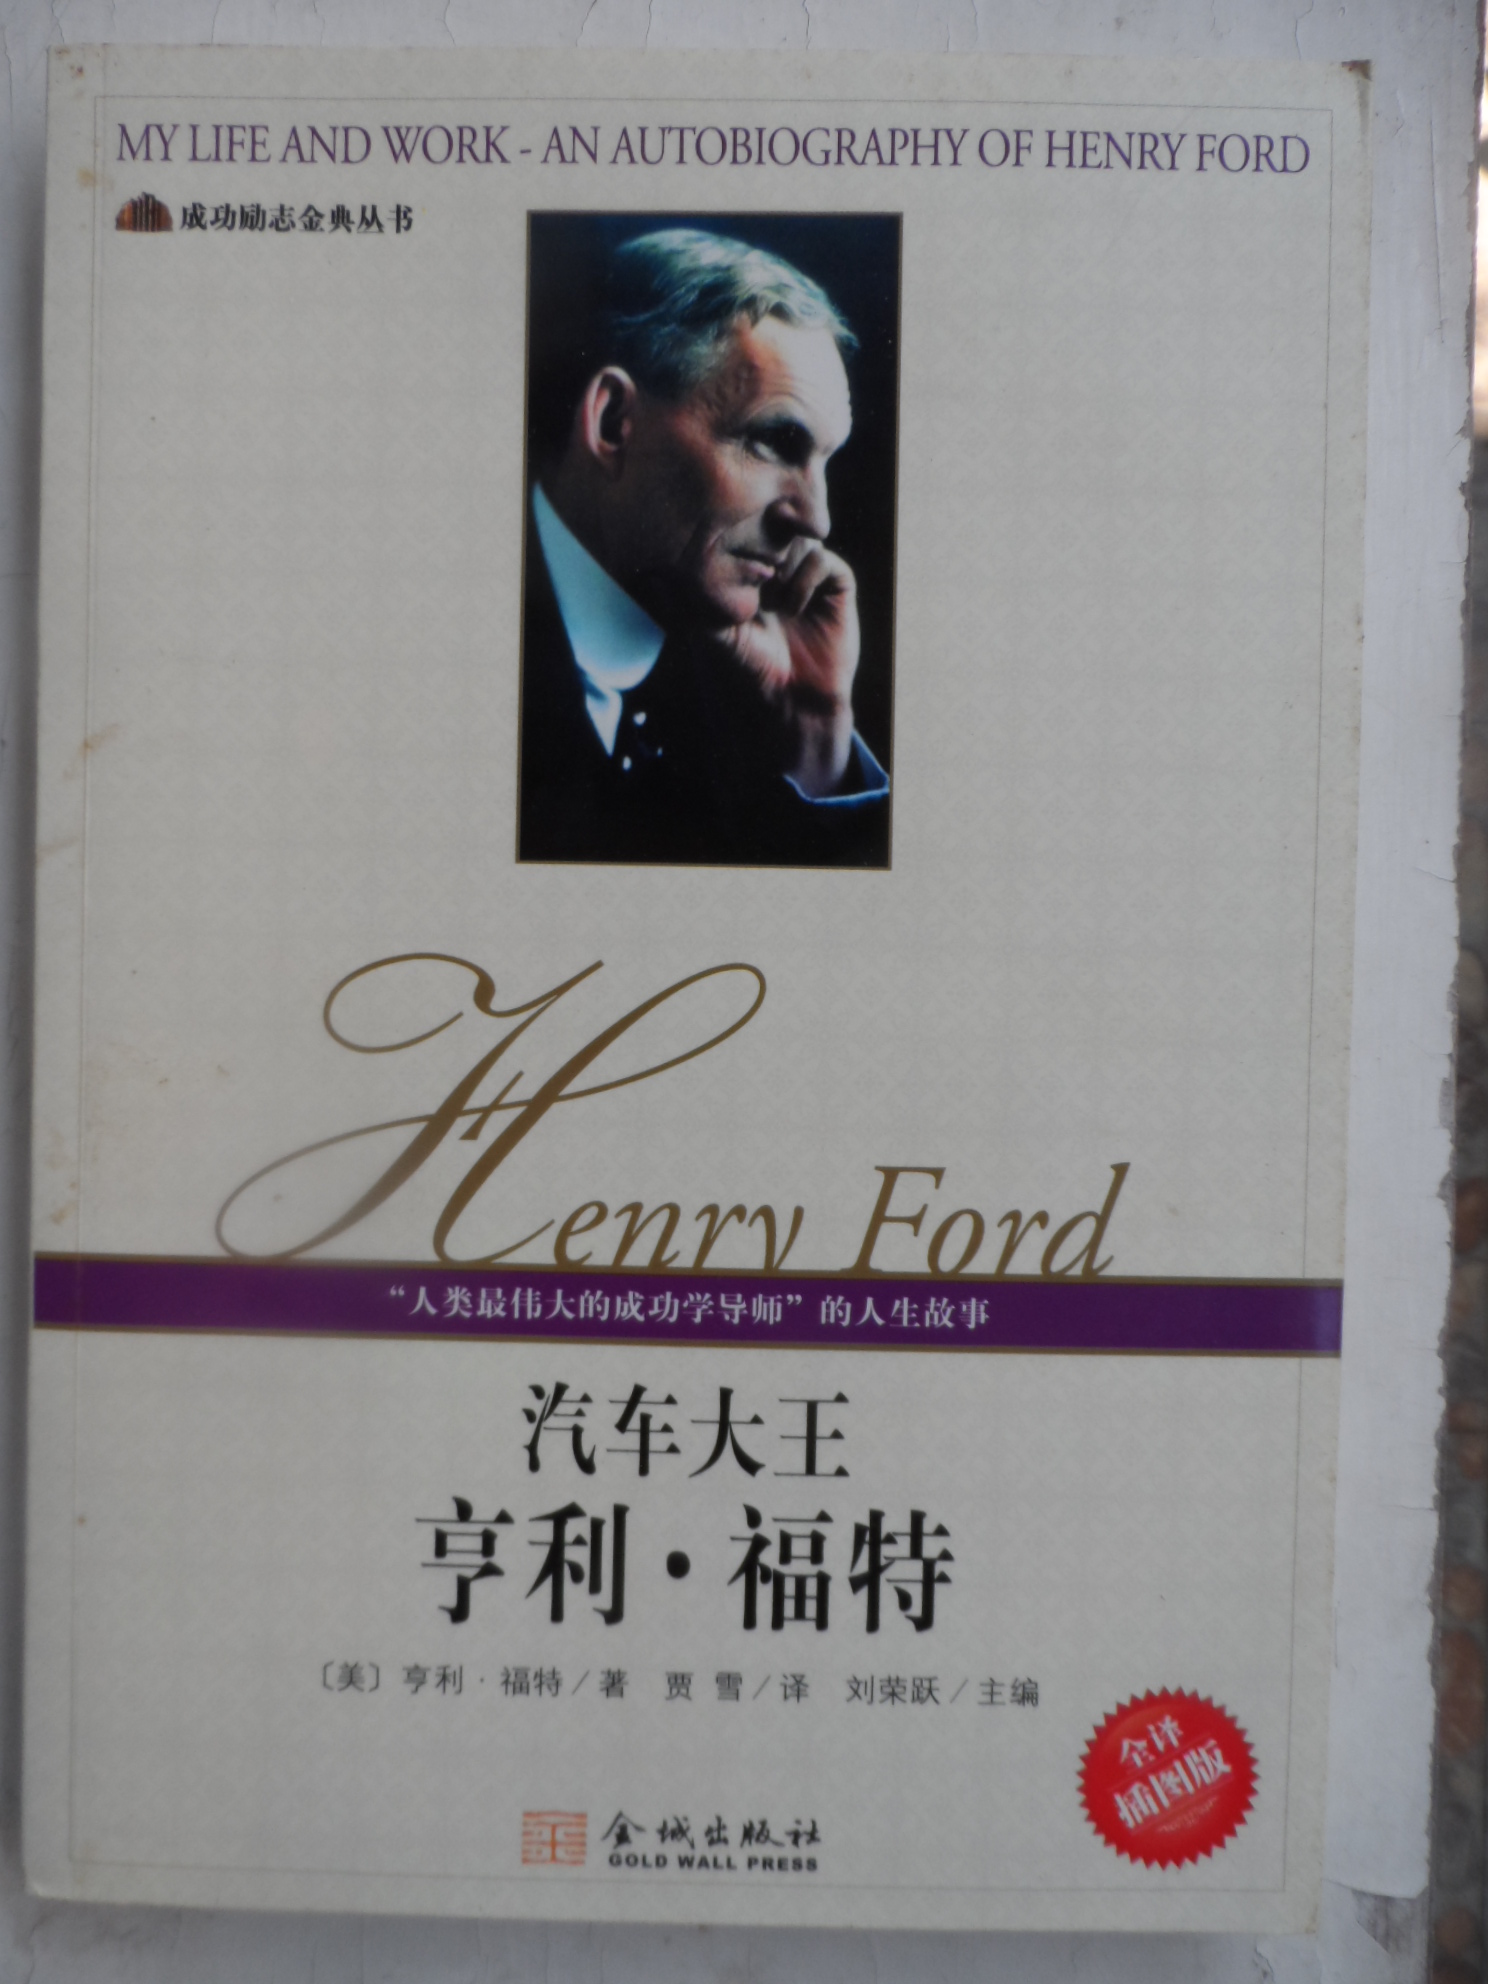 MY LIFE AND WORK - AN AUTOBIOGRAPHY OF HENRY FORD
成功励志金典丛书
Henry Ford
“人类最伟大的成功学导师”的人生故事
汽车大王
亨利·福特
〔美〕亨利·福特/著 贾雪/译 刘荣跃/主编
全译
插图版
金城出版社
GOLD WALL PRESS